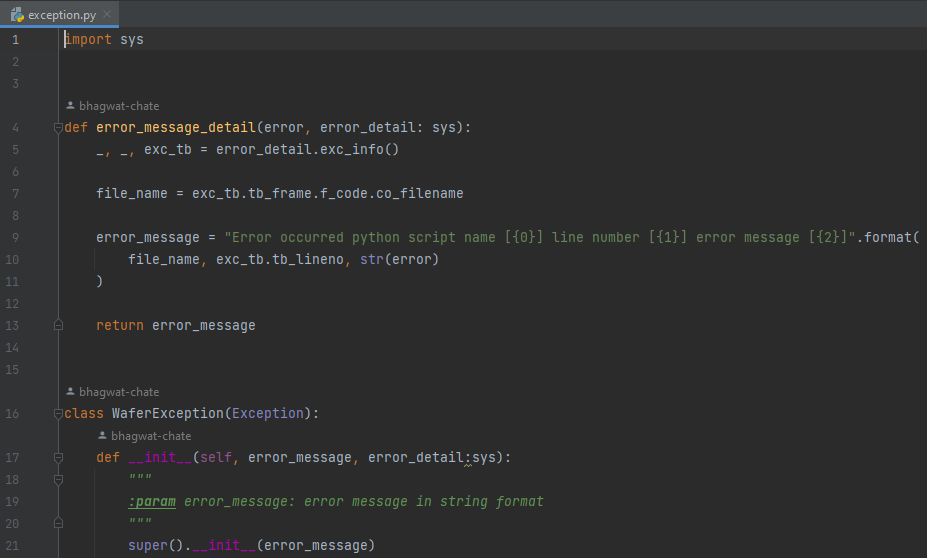 exception.py
1 import sys
2
3
bhagwat-chate
4 def error_message_detail(error, error_detail: sys):
5     _, _, exc_tb = error_detail.exc_info()
6
7     file_name = exc_tb.tb_frame.f_code.co_filename
8
9     error_message = "Error occurred python script name [{0}] line number [{1}] error message [{2}]".format(
10         file_name, exc_tb.tb_lineno, str(error)
11     )
12
13     return error_message
14
15
bhagwat-chate
16 class WaferException(Exception):
bhagwat-chate
17     def __init__(self, error_message, error_detail:sys):
18         """
19         :param error_message: error message in string format
20         """
21         super().__init__(error_message)